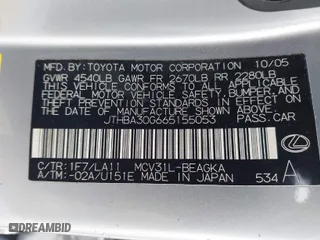 MFD. BY: TOYOTA MOTOR CORPORATION 10/05
GVWR 4540LB GAWR FR 2670LB RR 2280LB
THIS VEHICLE CONFORMS TO ALL APPLICABLE
FEDERAL MOTOR VEHICLE SAFETY, BUMPER, AND
THEFT PREVENTION STANDARDS IN EFFECT ON
THE DATE OF MANUFACTURE SHOWN ABOVE.
JTHBA30G665155053 PASS. CAR
C/TR: 1F7/LA11 MCV31L-BEAGKA
A/TM: -02A/U151E MADE IN JAPAN 534 A
DREAMBID.COM